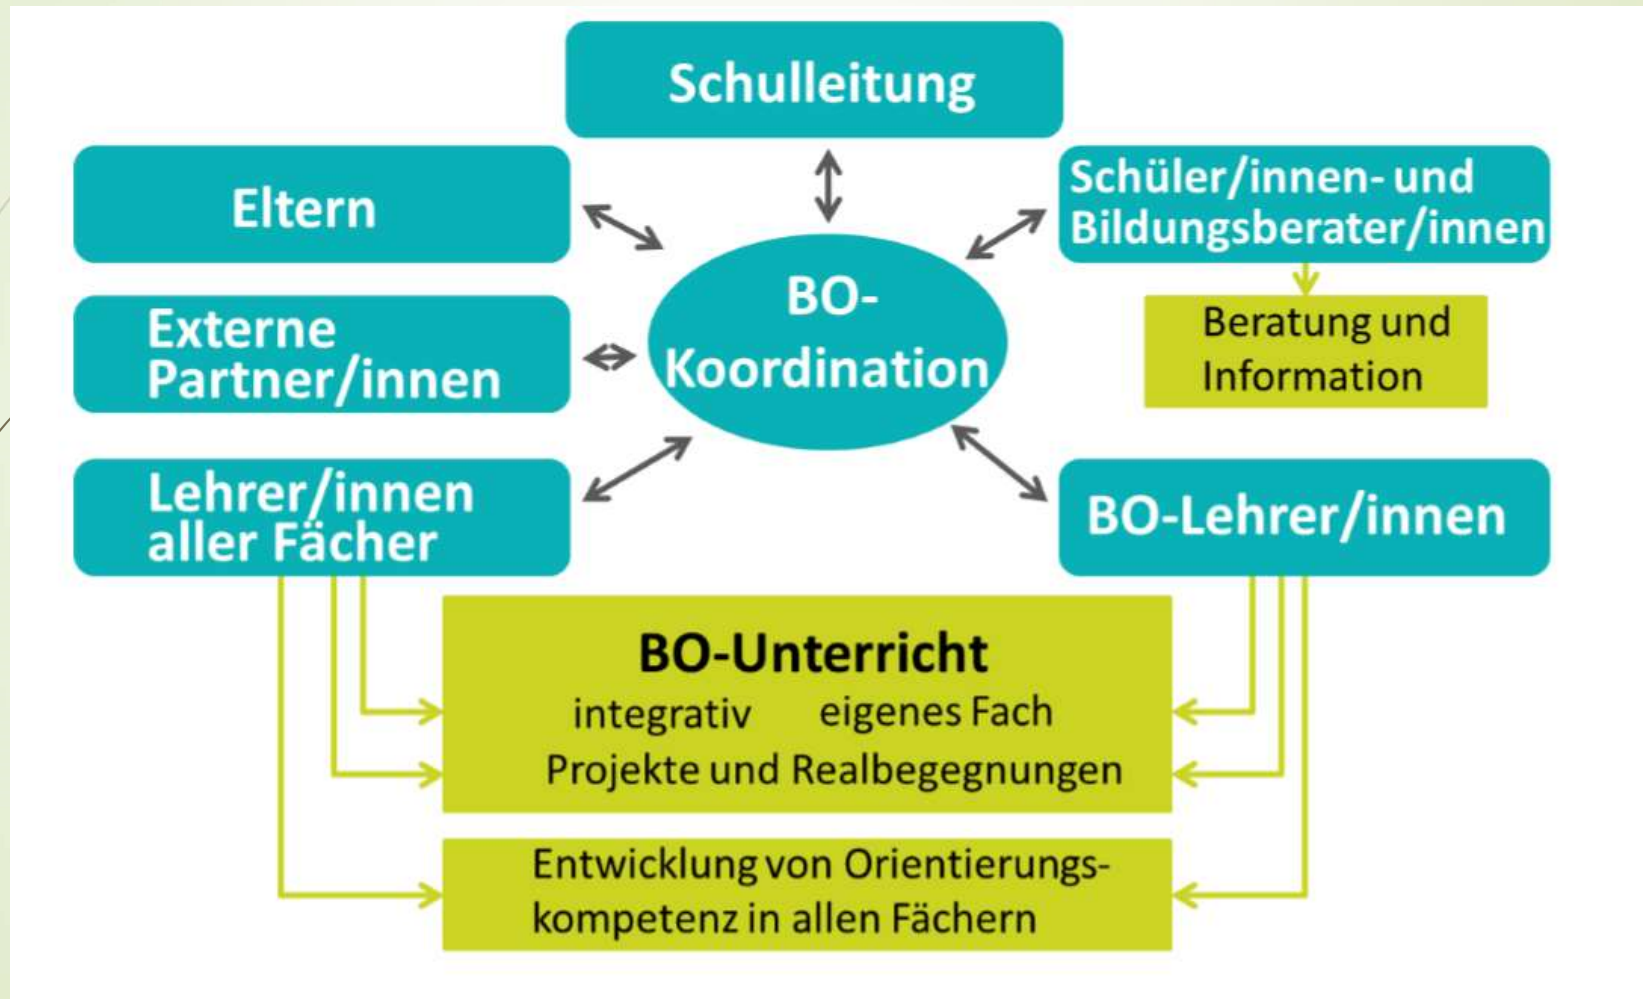 Schulleitung
Eltern
Schüler/innen- und
Bildungsberater/innen
BO-
Koordination
Externe
Partner/innen
Beratung und
Information
Lehrer/innen
aller Fächer
BO-Lehrer/innen
BO-Unterricht
integrativ eigenes Fach
Projekte und Realbegegnungen
Entwicklung von Orientierungs-
kompetenz in allen Fächern